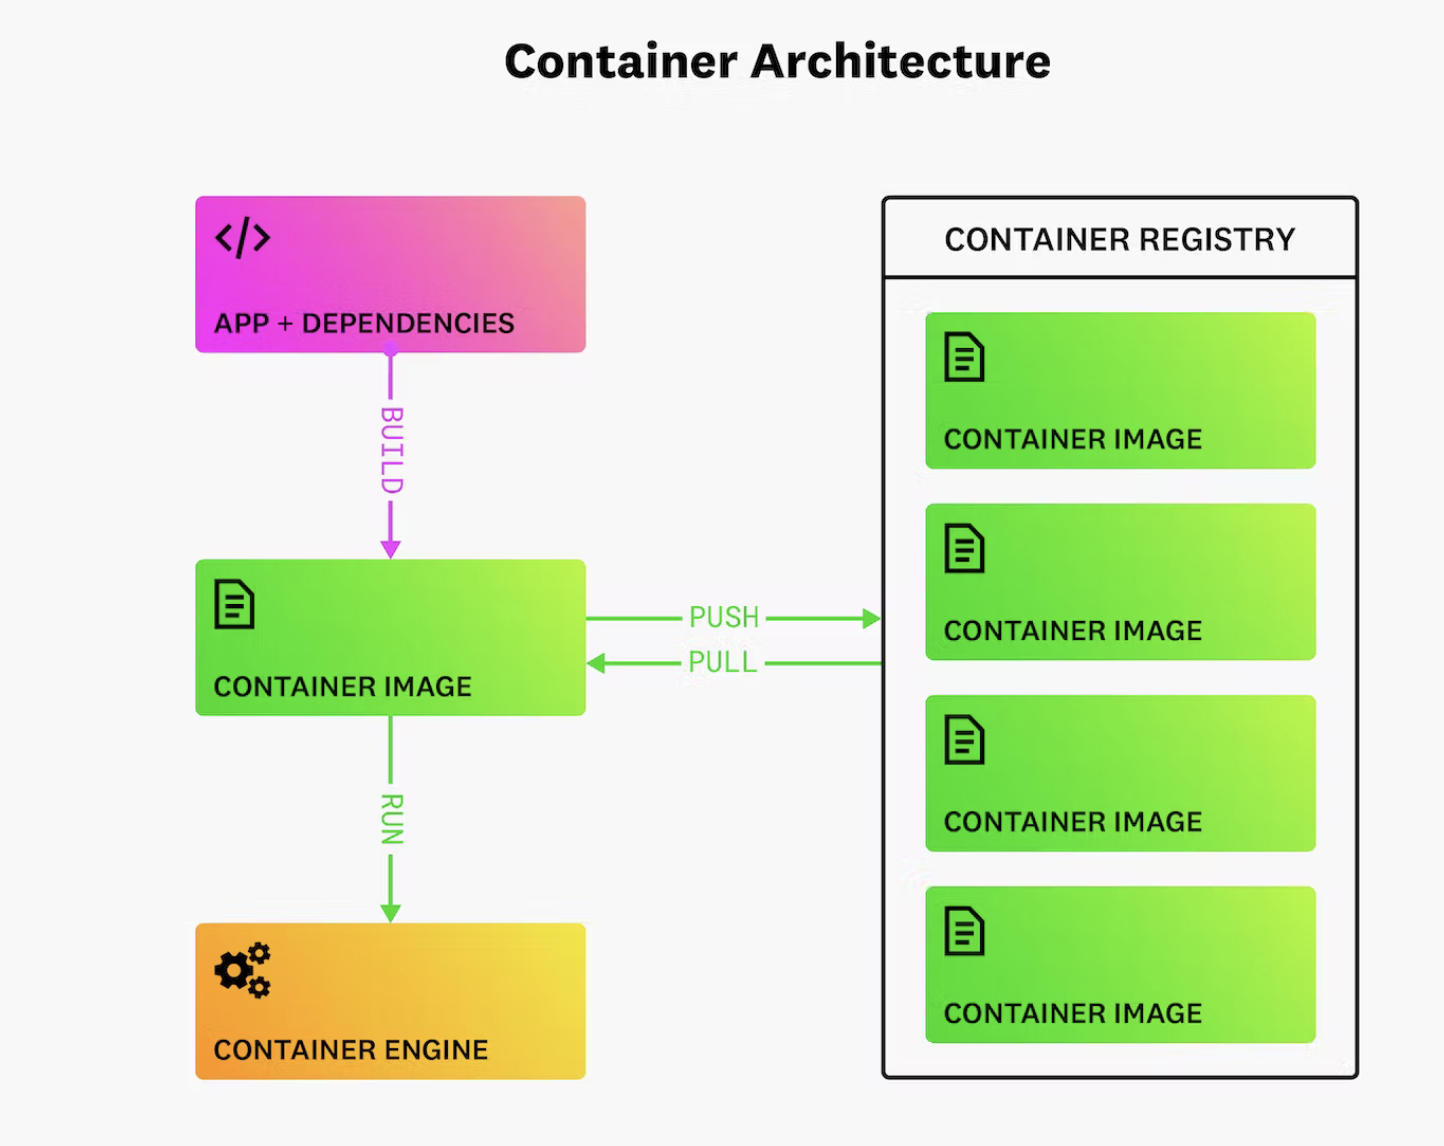 Container Architecture
APP + DEPENDENCIES
BUILD
CONTAINER IMAGE
PUSH
PULL
RUN
CONTAINER ENGINE
CONTAINER REGISTRY
CONTAINER IMAGE
CONTAINER IMAGE
CONTAINER IMAGE
CONTAINER IMAGE